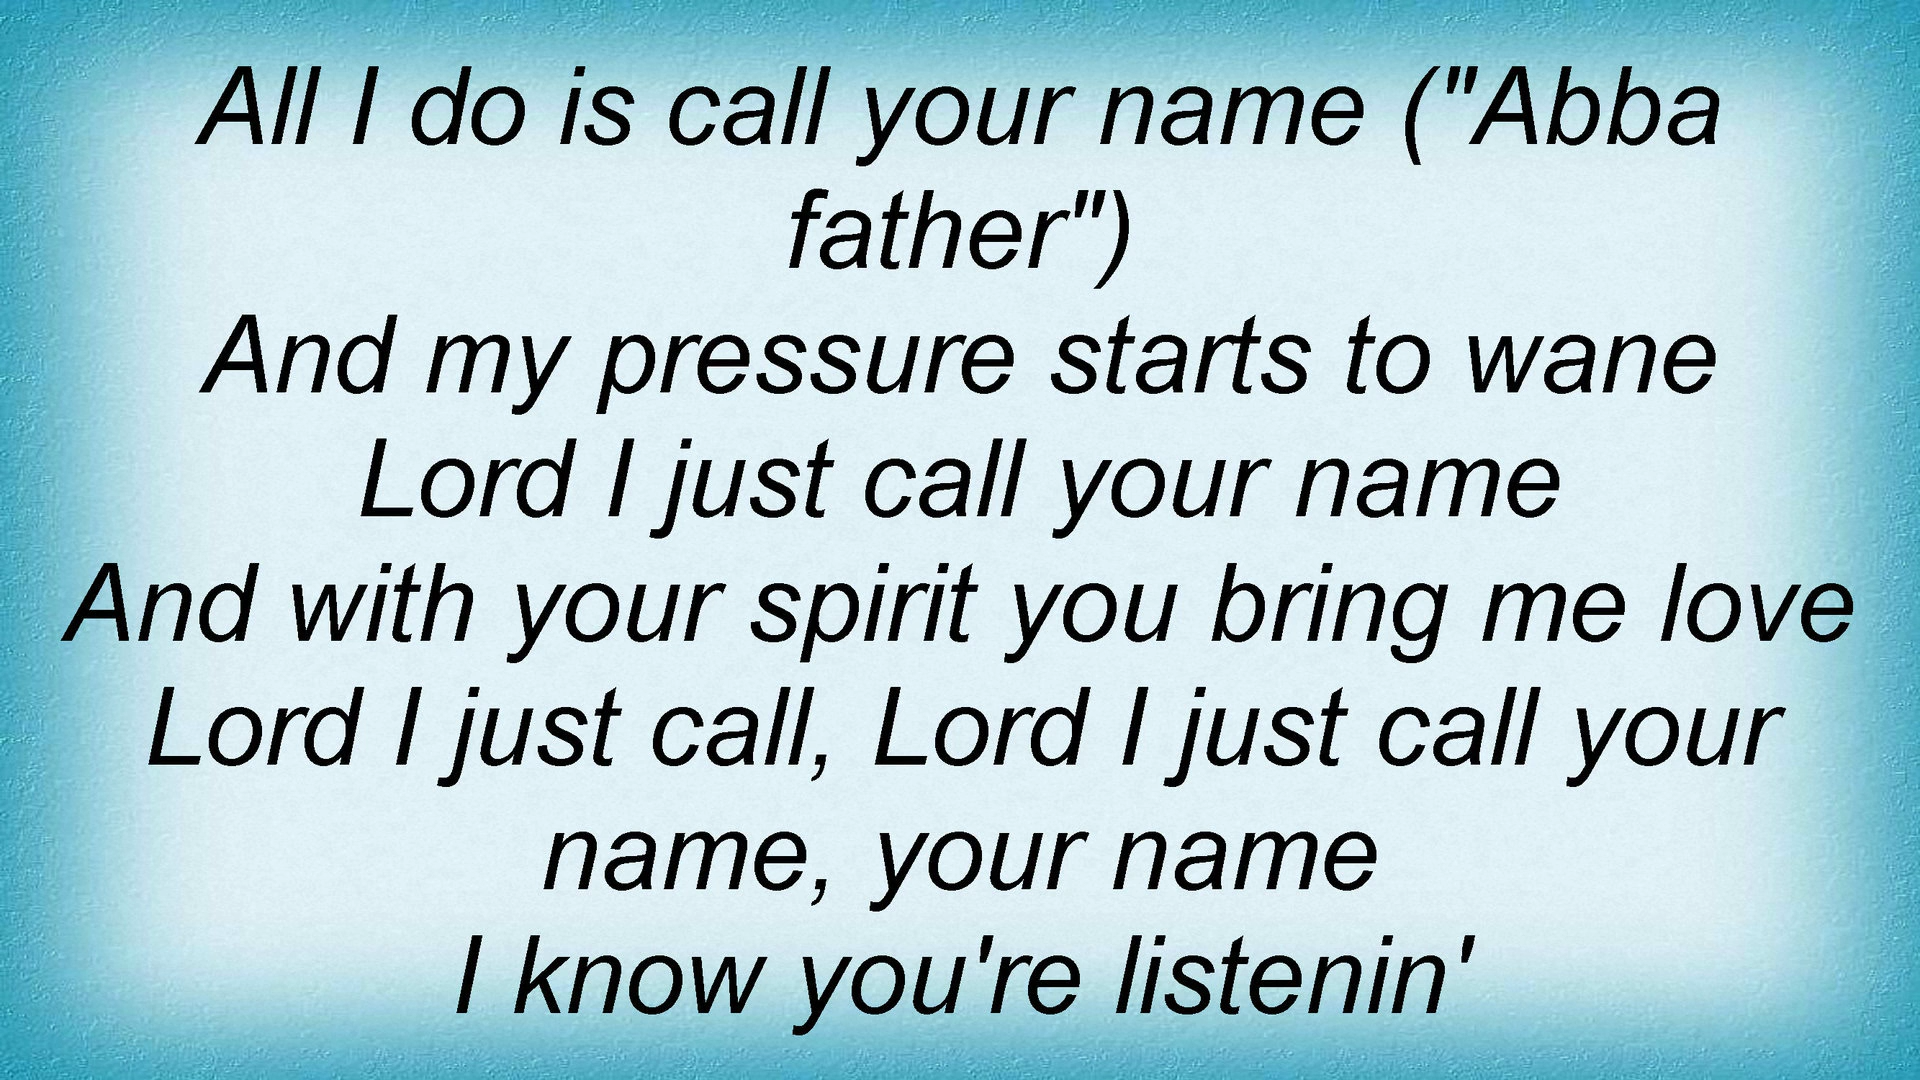 All I do is call your name ("Abba
father")
And my pressure starts to wane
Lord I just call your name
And with your spirit you bring me love
Lord I just call, Lord I just call your
name, your name
I know you're listenin'